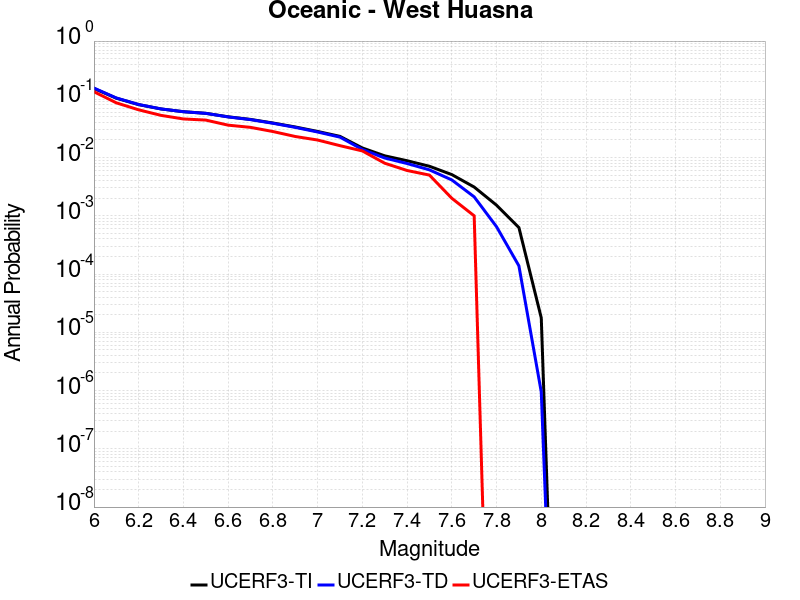 Oceanic - West Huasna
10^0
10^-1
10^-2
10^-3
10^-4
10^-5
10^-6
10^-7
10^-8
Annual Probability
6 6.2 6.4 6.6 6.8 7 7.2 7.4 7.6 7.8 8 8.2 8.4 8.6 8.8 9
Magnitude
UCERF3-TI UCERF3-TD UCERF3-ETAS